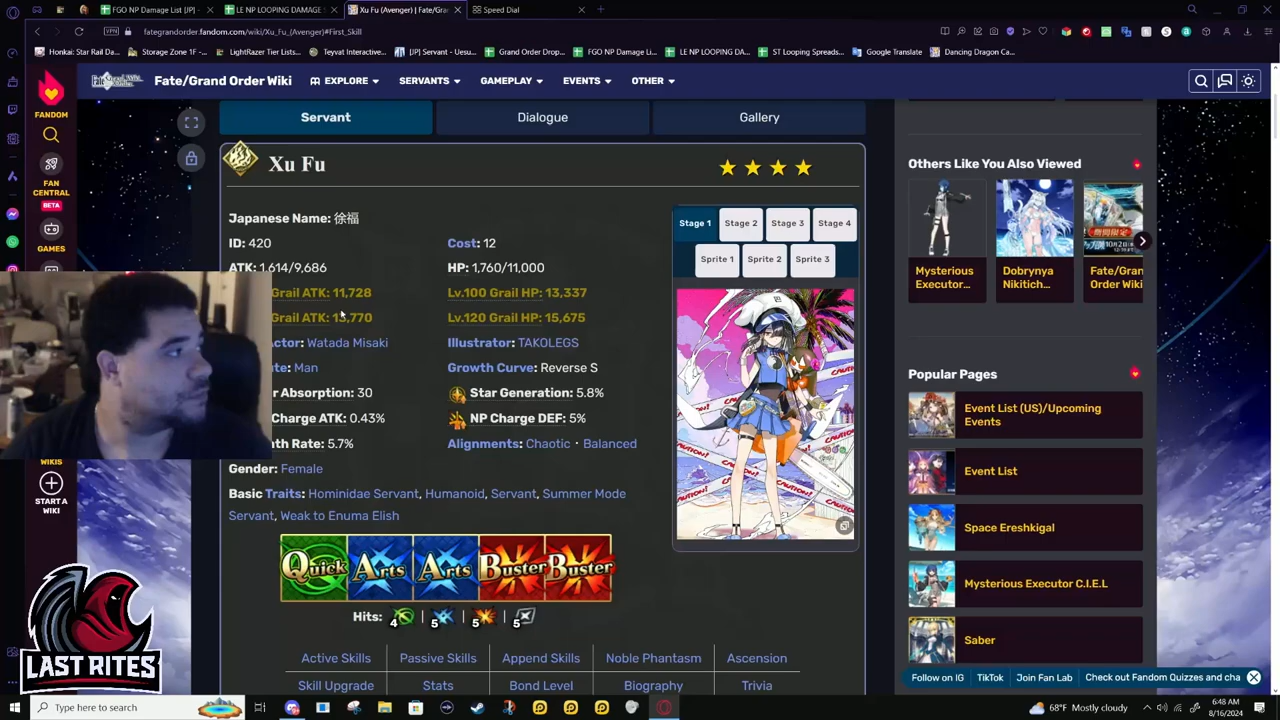 FGO NP Damage List [JP]
LE NP LOOPING DAMAGE
Xu Fu (Avenger) | Fate/Gran
Speed Dial
VPN
fategrandorder.fandom.com/wiki/Xu_Fu_(Avenger)#First_Skill
Honkai: Star Rail Da...
Storage Zone 1F -...
LightRazer Tier Lists...
Teyvat Interactive...
[JP] Servant - Uesu...
Grand Order Drop...
FGO NP Damage Li...
LE NP LOOPING DA...
ST Looping Spreads...
Google Translate
Dancing Dragon Ca...
FANDOM
FAN CENTRAL
BETA
GAMES
WIKIS
START A WIKI
Fate/Grand Order Wiki
EXPLORE
SERVANTS
GAMEPLAY
EVENTS
OTHER
Servant
Dialogue
Gallery
Xu Fu
Japanese Name: 徐福
ID: 420
Cost: 12
ATK: 1,614/9,686
HP: 1,760/11,000
Grail ATK: 11,728
Lv.100 Grail HP: 13,337
Grail ATK: 13,770
Lv.120 Grail HP: 15,675
Actor: Watada Misaki
Illustrator: TAKOLEGS
te: Man
Growth Curve: Reverse S
r Absorption: 30
Star Generation: 5.8%
Charge ATK: 0.43%
NP Charge DEF: 5%
th Rate: 5.7%
Alignments: Chaotic · Balanced
Gender: Female
Basic Traits: Hominidae Servant, Humanoid, Servant, Summer Mode
Servant, Weak to Enuma Elish
Quick Arts Arts Buster Buster
Hits: 4 | 5 | 5 | 5
Active Skills
Passive Skills
Append Skills
Noble Phantasm
Ascension
Skill Upgrade
Stats
Bond Level
Biography
Trivia
Stage 1
Stage 2
Stage 3
Stage 4
Sprite 1
Sprite 2
Sprite 3
Others Like You Also Viewed
Mysterious Executor...
Dobrynya Nikitich...
Fate/Gran Order Wiki
Popular Pages
Event List (US)/Upcoming
Events
Event List
Space Ereshkigal
Mysterious Executor C.I.E.L
Saber
Follow on IG
TikTok
Join Fan Lab
Check out Fandom Quizzes and cha
LAST RITES
Type here to search
68°F Mostly cloudy
6:48 AM
8/16/2024